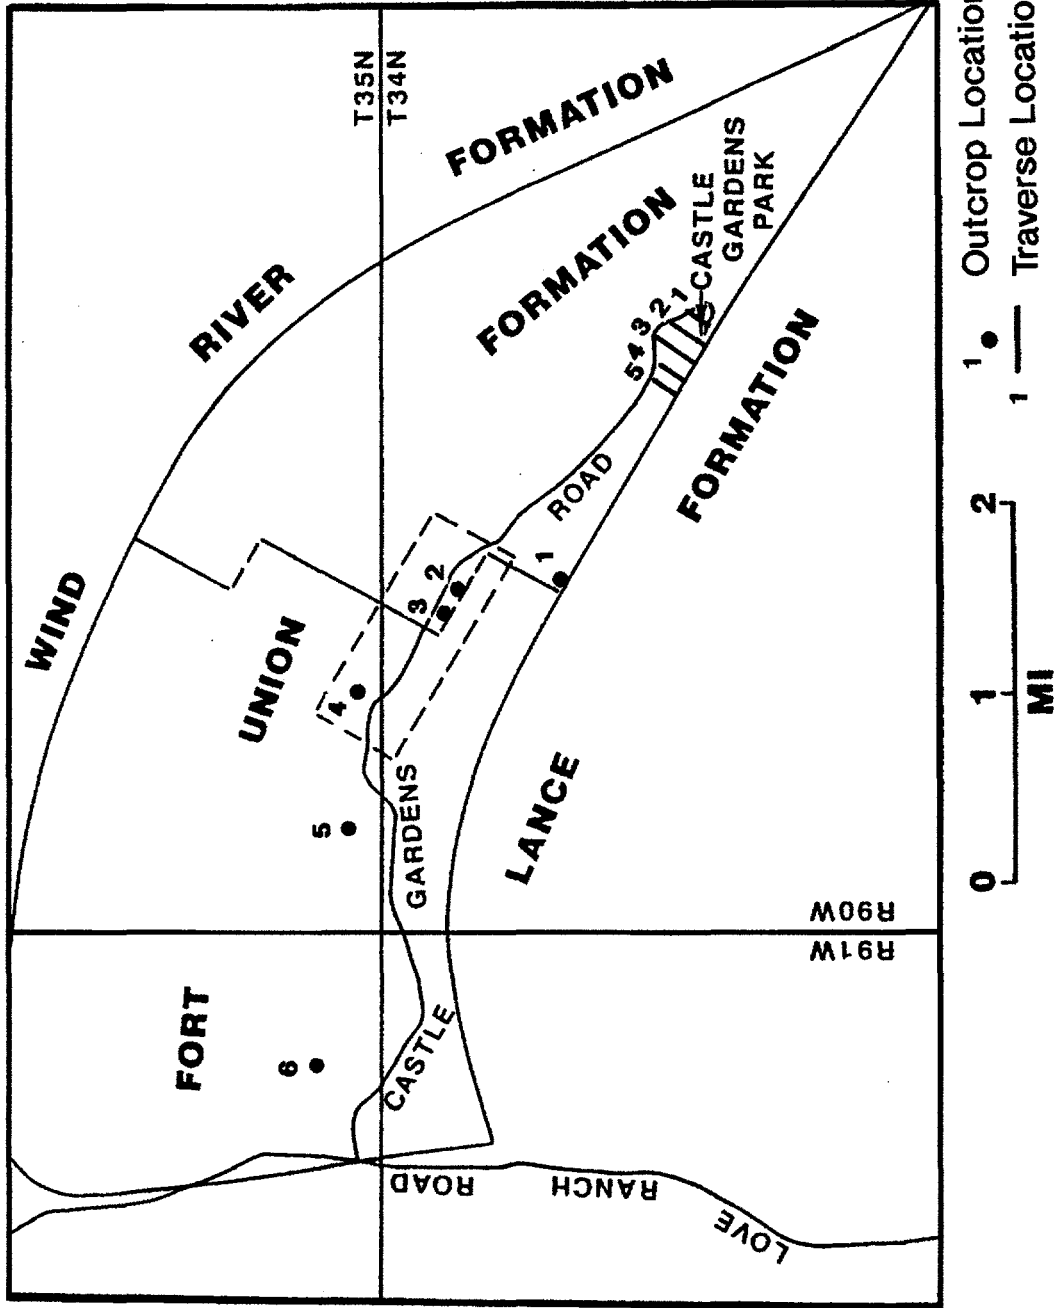 WIND RIVER FORMATION
FORT UNION FORMATION
LANCE FORMATION
T35N
T34N
R91W
R90W
CASTLE GARDENS ROAD
LOVE RANCH ROAD
CASTLE
GARDENS
PARK
6
5
4
3
2
1
5
4
3
2
1
0 1 2
MI
1 Outcrop Location
1 Traverse Locatio